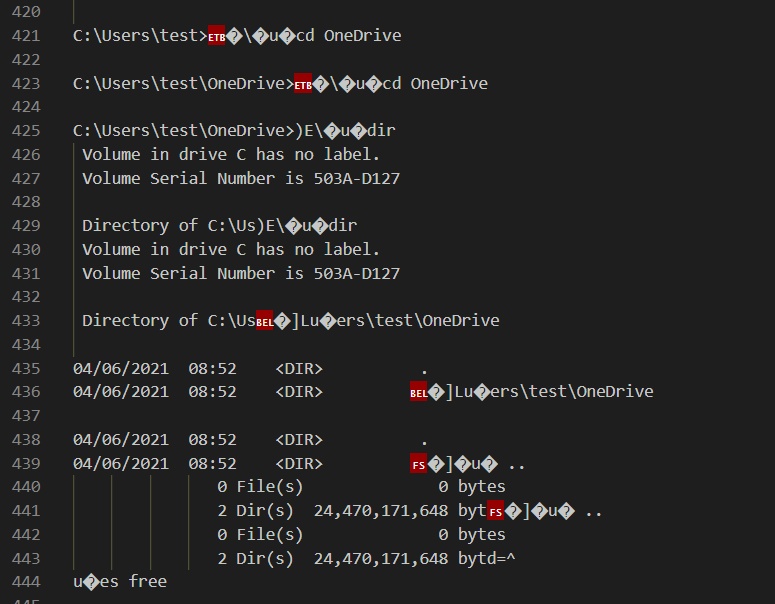 420
421 C:\Users\test>ETB�\�u�cd OneDrive
422
423 C:\Users\test\OneDrive>ETB�\�u�cd OneDrive
424
425 C:\Users\test\OneDrive>)E\�u�dir
426 Volume in drive C has no label.
427 Volume Serial Number is 503A-D127
428
429 Directory of C:\Us)E\�u�dir
430 Volume in drive C has no label.
431 Volume Serial Number is 503A-D127
432
433 Directory of C:\UsBEL�]Lu�ers\test\OneDrive
434
435 04/06/2021  08:52    <DIR>          .
436 04/06/2021  08:52    <DIR>         BEL�]Lu�ers\test\OneDrive
437
438 04/06/2021  08:52    <DIR>          .
439 04/06/2021  08:52    <DIR>         FS�]�u� ..
440 0 File(s)              0 bytes
441 2 Dir(s)  24,470,171,648 bytFS�]�u� ..
442 0 File(s)              0 bytes
443 2 Dir(s)  24,470,171,648 bytd=^
444 u�es free